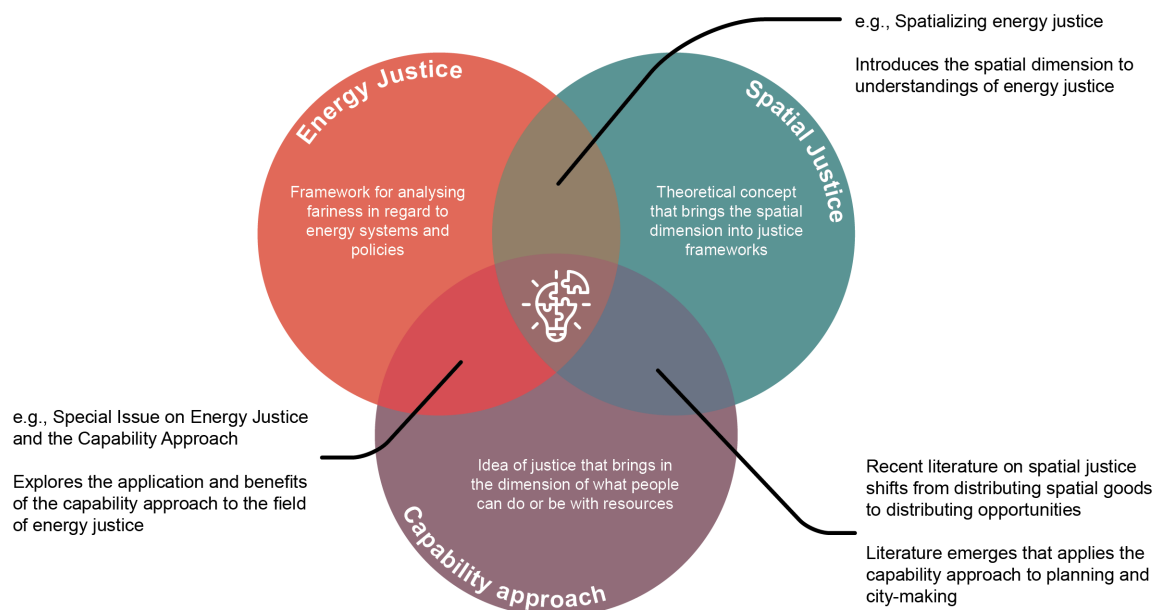 e.g., Spatializing energy justice
Introduces the spatial dimension to
understandings of energy justice
Energy Justice
Spatial Justice
Framework for analysing
fariness in regard to
energy systems and
policies
Theoretical concept
that brings the spatial
dimension into justice
frameworks
e.g., Special Issue on Energy Justice
and the Capability Approach
Explores the application and benefits
of the capability approach to the field
of energy justice
Idea of justice that brings in
the dimension of what people
can do or be with resources
Capability approach
Recent literature on spatial justice
shifts from distributing spatial goods
to distributing opportunities
Literature emerges that applies the
capability approach to planning and
city-making